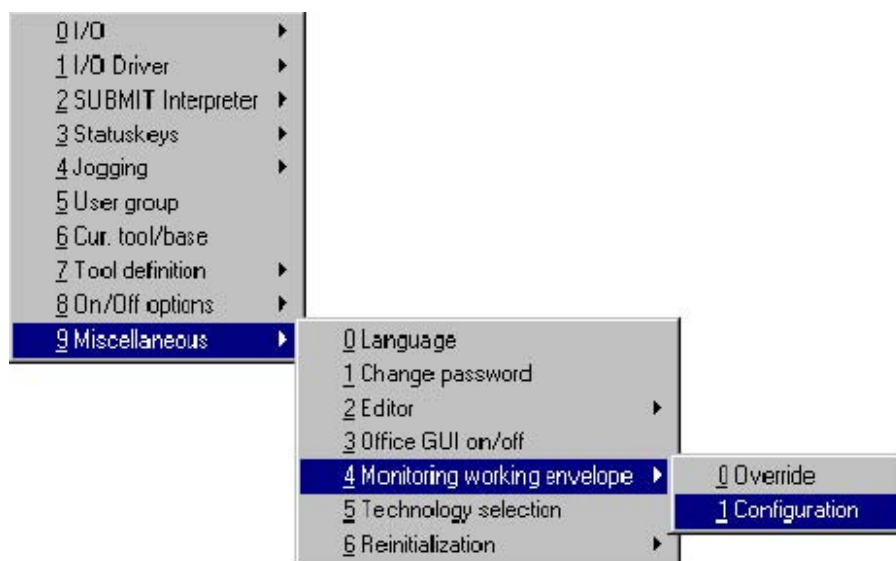 0 I/O
1 I/O Driver
2 SUBMIT Interpreter
3 Statuskeys
4 Jogging
5 User group
6 Cur. tool/base
7 Tool definition
8 On/Off options
9 Miscellaneous
0 Language
1 Change password
2 Editor
3 Office GUI on/off
4 Monitoring working envelope
5 Technology selection
6 Reinitialization
0 Override
1 Configuration